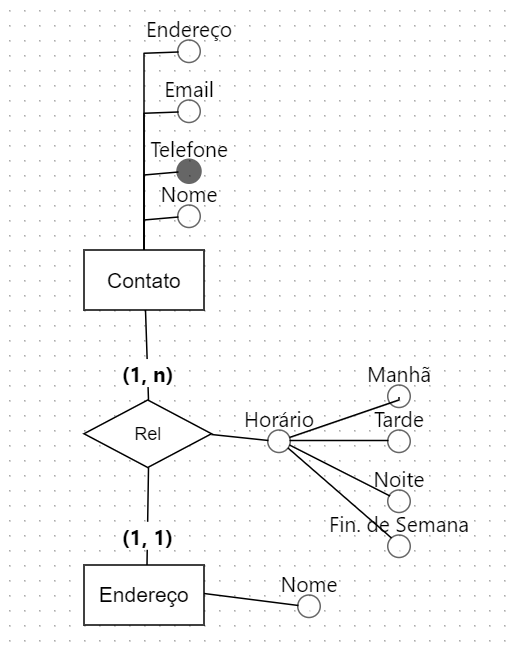 Endereço
Email
Telefone
Nome
Contato
(1, n)
Manhã
Rel
Horário
Tarde
Noite
Fin. de Semana
(1, 1)
Endereço
Nome